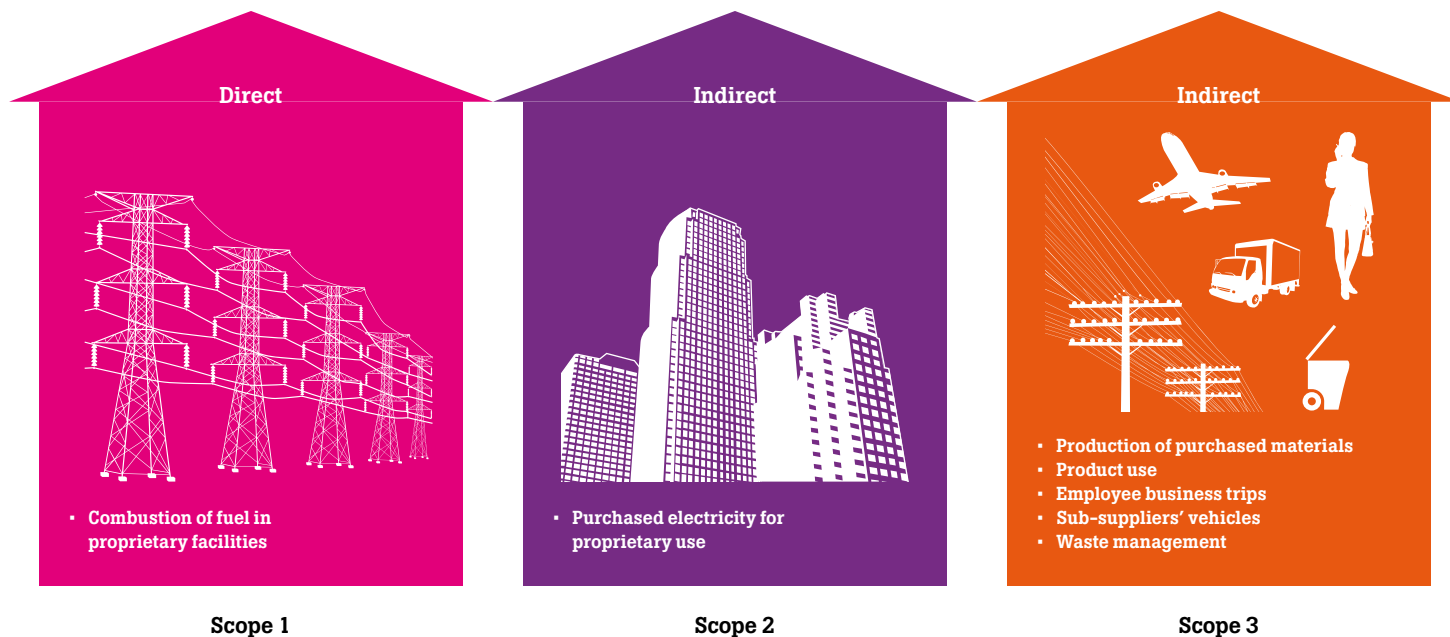 Direct
Indirect
Indirect
▪ Combustion of fuel in
proprietary facilities
▪ Purchased electricity for
proprietary use
▪ Production of purchased materials
▪ Product use
▪ Employee business trips
▪ Sub-suppliers’ vehicles
▪ Waste management
Scope 1
Scope 2
Scope 3